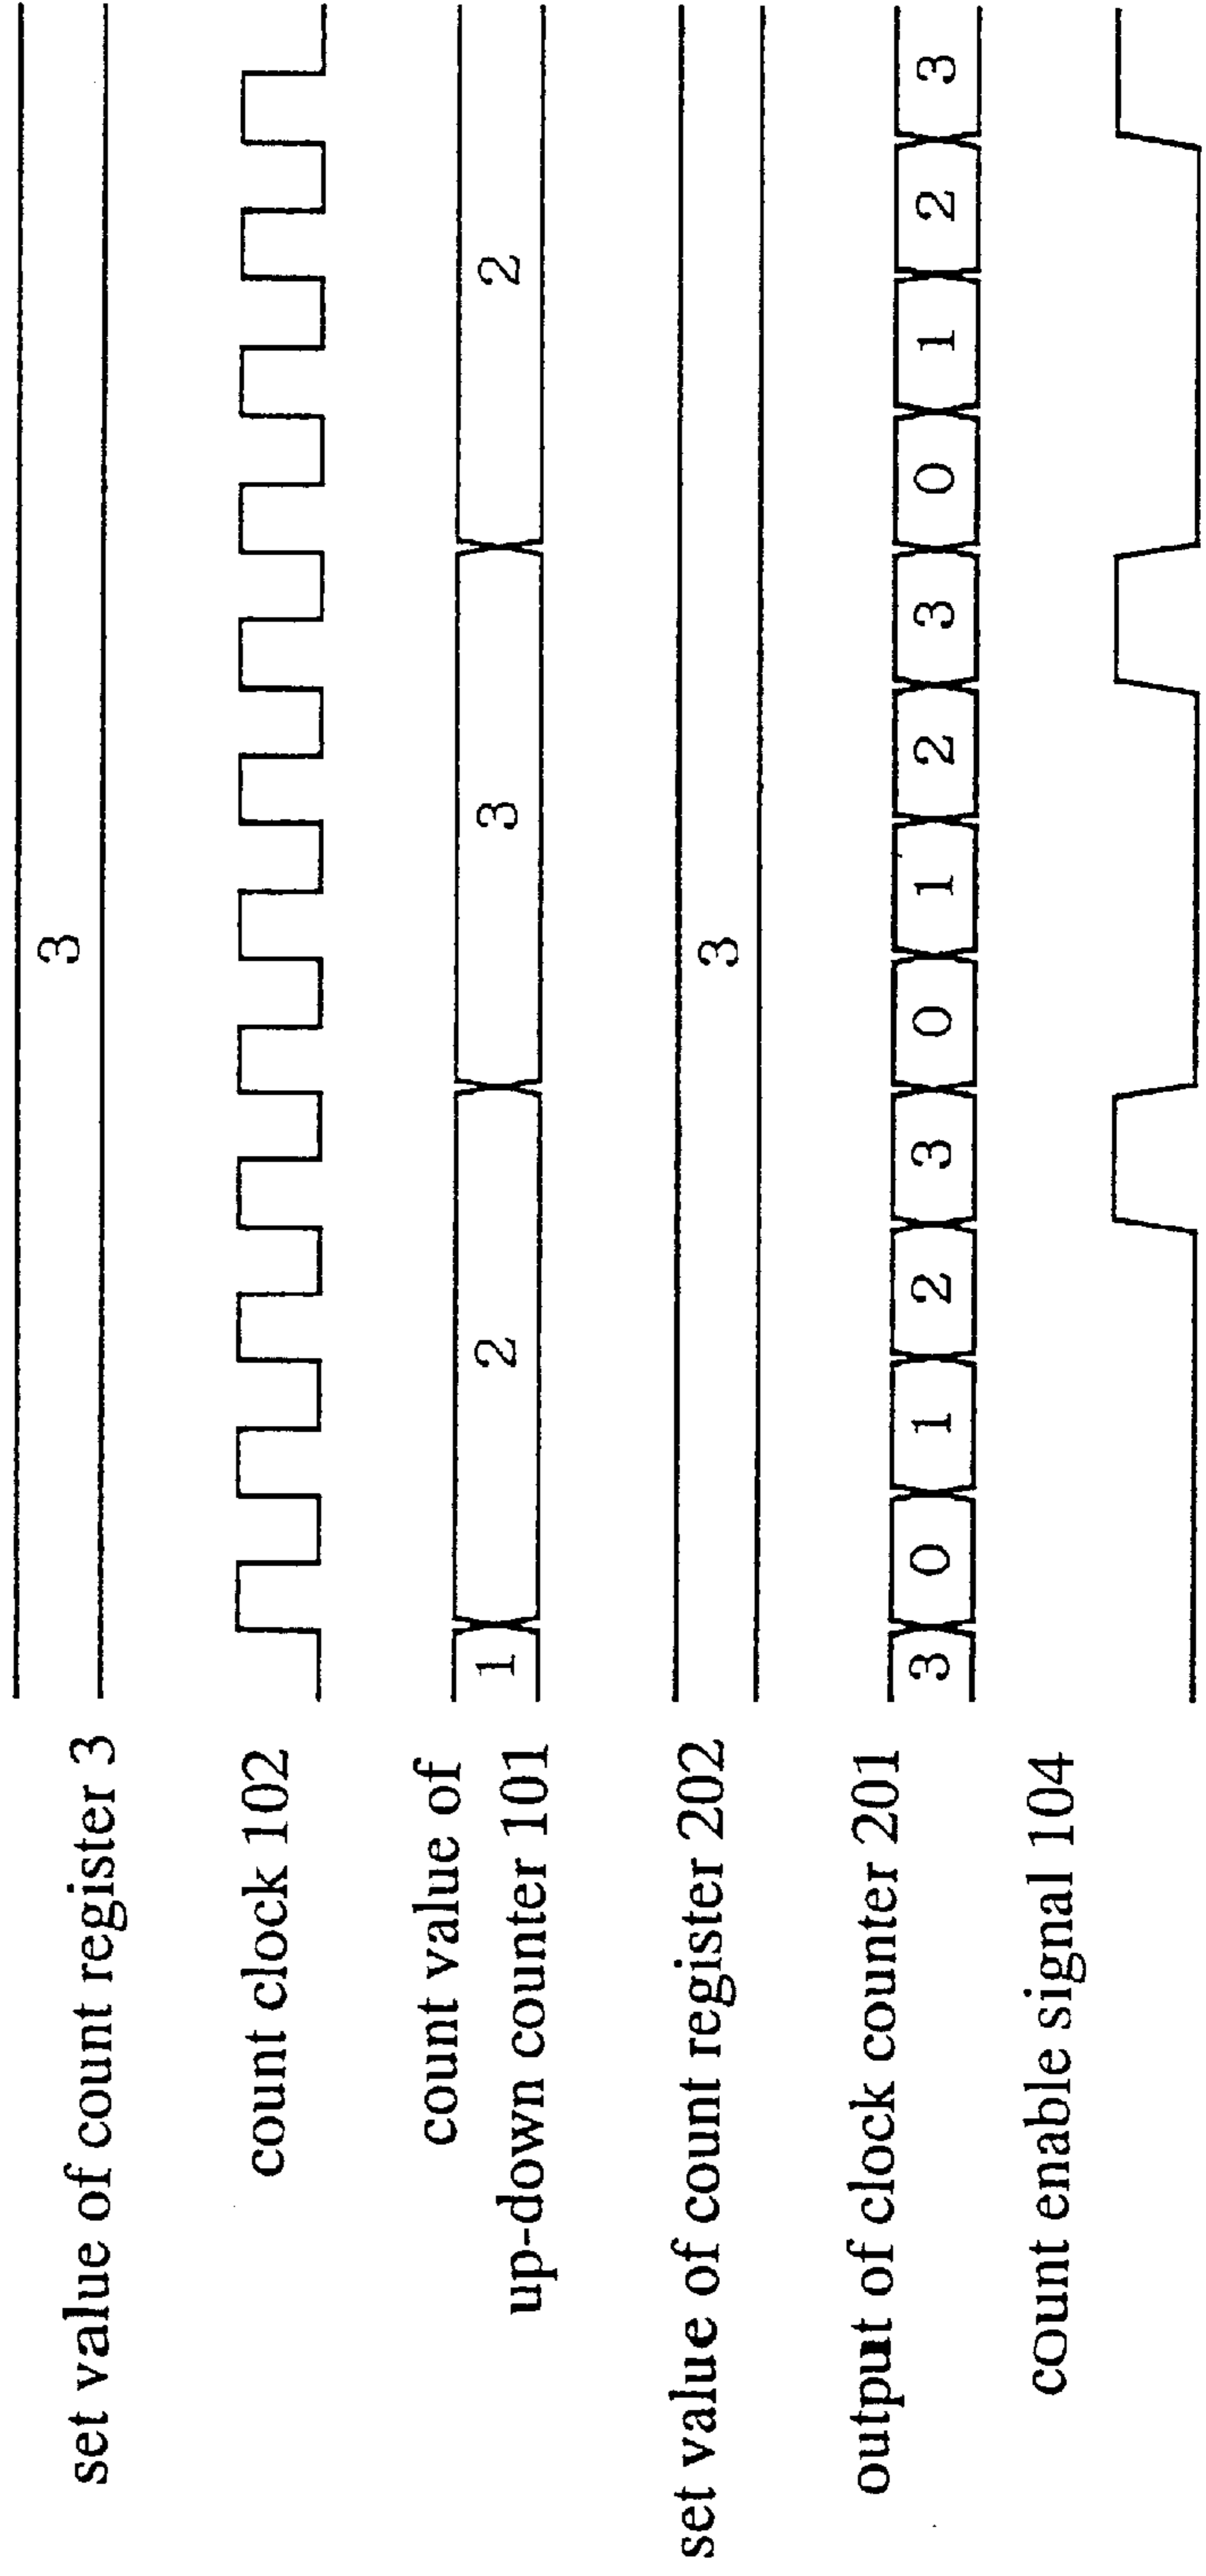 set value of count register 3
3
count clock 102
count value of
up-down counter 101
1 2 3 2
set value of count register 202
3
output of clock counter 201
3 0 1 2 3 0 1 2 3 0 1 2 3
count enable signal 104